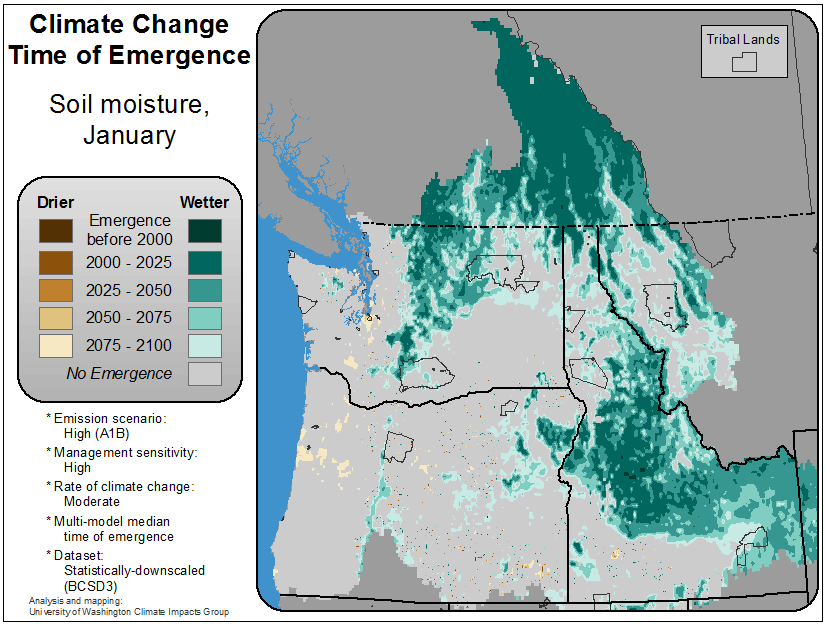 Climate Change
Time of Emergence
Soil moisture,
January
Tribal Lands
Drier
Wetter
Emergence
before 2000
2000 - 2025
2025 - 2050
2050 - 2075
2075 - 2100
No Emergence
* Emission scenario:
High (A1B)
* Management sensitivity:
High
* Rate of climate change:
Moderate
* Multi-model median
time of emergence
* Dataset:
Statistically-downscaled
(BCSD3)
Analysis and mapping:
University of Washington Climate Impacts Group